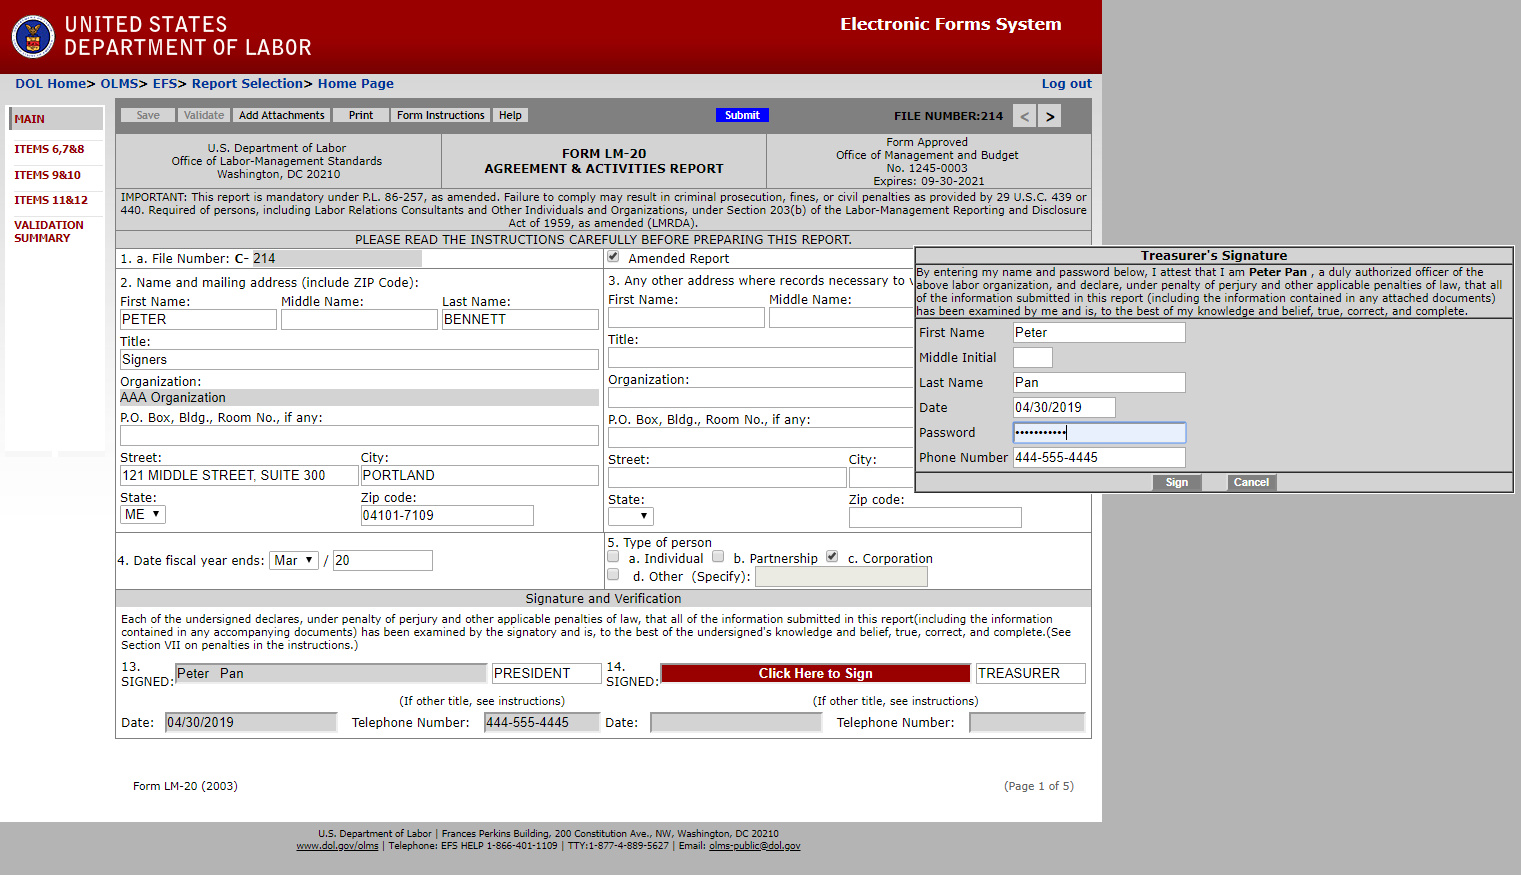 UNITED STATES
DEPARTMENT OF LABOR
Electronic Forms System
DOL Home> OLMS> EFS> Report Selection> Home Page
Log out
MAIN
ITEMS 6,7&8
ITEMS 9&10
ITEMS 11&12
VALIDATION
SUMMARY
Save Validate Add Attachments Print Form Instructions Help Submit FILE NUMBER:214 < >
U.S. Department of Labor
Office of Labor-Management Standards
Washington, DC 20210
FORM LM-20
AGREEMENT & ACTIVITIES REPORT
Form Approved
Office of Management and Budget
No. 1245-0003
Expires: 09-30-2021
IMPORTANT: This report is mandatory under P.L. 86-257, as amended. Failure to comply may result in criminal prosecution, fines, or civil penalties as provided by 29 U.S.C. 439 or
440. Required of persons, including Labor Relations Consultants and Other Individuals and Organizations, under Section 203(b) of the Labor-Management Reporting and Disclosure
Act of 1959, as amended (LMRDA).
PLEASE READ THE INSTRUCTIONS CAREFULLY BEFORE PREPARING THIS REPORT.
1. a. File Number: C- 214
Amended Report
2. Name and mailing address (include ZIP Code):
First Name: Middle Name: Last Name:
PETER BENNETT
Title:
Signers
Organization:
AAA Organization
P.O. Box, Bldg., Room No., if any:
Street: City:
121 MIDDLE STREET, SUITE 300 PORTLAND
State: Zip code:
ME 04101-7109
3. Any other address where records necessary to
First Name: Middle Name:
Title:
Organization:
P.O. Box, Bldg., Room No., if any:
Street: City:
State: Zip code:
Treasurer's Signature
By entering my name and password below, I attest that I am Peter Pan , a duly authorized officer of the
above labor organization, and declare, under penalty of perjury and other applicable penalties of law, that all
of the information submitted in this report (including the information contained in any attached documents)
has been examined by me and is, to the best of my knowledge and belief, true, correct, and complete.
First Name Peter
Middle Initial
Last Name Pan
Date 04/30/2019
Password •••••••••••
Phone Number 444-555-4445
Sign Cancel
4. Date fiscal year ends: Mar / 20
5. Type of person
a. Individual b. Partnership c. Corporation
d. Other (Specify):
Signature and Verification
Each of the undersigned declares, under penalty of perjury and other applicable penalties of law, that all of the information submitted in this report(including the information
contained in any accompanying documents) has been examined by the signatory and is, to the best of the undersigned's knowledge and belief, true, correct, and complete.(See
Section VII on penalties in the instructions.)
13.
SIGNED: Peter Pan PRESIDENT
14.
SIGNED: Click Here to Sign TREASURER
(If other title, see instructions) (If other title, see instructions)
Date: 04/30/2019 Telephone Number: 444-555-4445 Date: Telephone Number:
Form LM-20 (2003)
(Page 1 of 5)
U.S. Department of Labor | Frances Perkins Building, 200 Constitution Ave., NW, Washington, DC 20210
www.dol.gov/olms | Telephone: EFS HELP 1-866-401-1109 | TTY:1-877-4-889-5627 | Email: olms-public@dol.gov